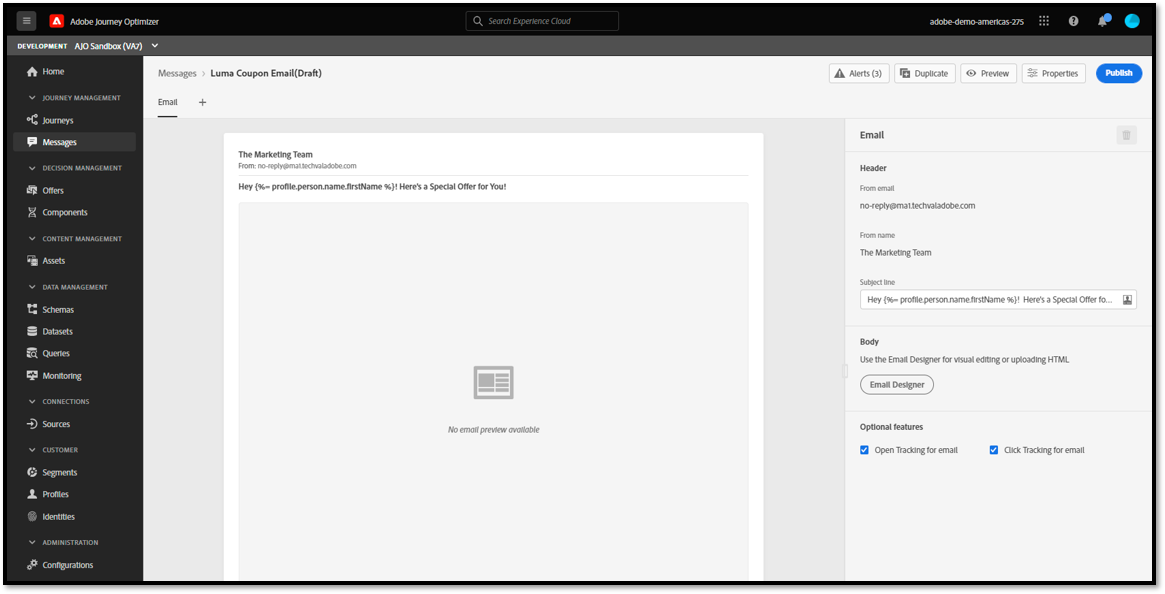 Adobe Journey Optimizer
Search Experience Cloud
adobe-demo-americas-275
DEVELOPMENT AJO Sandbox (VA7)
Home
JOURNEY MANAGEMENT
Journeys
Messages
DECISION MANAGEMENT
Offers
Components
CONTENT MANAGEMENT
Assets
DATA MANAGEMENT
Schemas
Datasets
Queries
Monitoring
CONNECTIONS
Sources
CUSTOMER
Segments
Profiles
Identities
ADMINISTRATION
Configurations
Messages > Luma Coupon Email(Draft)
Alerts (3)
Duplicate
Preview
Properties
Publish
Email +
The Marketing Team
From: no-reply@ma1.techvaladobe.com
Hey {%= profile.person.name.firstName %}! Here's a Special Offer for You!
No email preview available
Email
Header
From email
no-reply@ma1.techvaladobe.com
From name
The Marketing Team
Subject line
Hey {%= profile.person.name.firstName %}! Here's a Special Offer fo...
Body
Use the Email Designer for visual editing or uploading HTML
Email Designer
Optional features
Open Tracking for email
Click Tracking for email